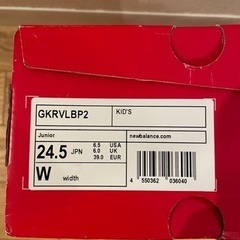 GKRVLBP2 KID'S
Junior newbalance.com
24.5 JPN
6.5 USA
6.0 UK
39.0 EUR
W width
4 550362 036040